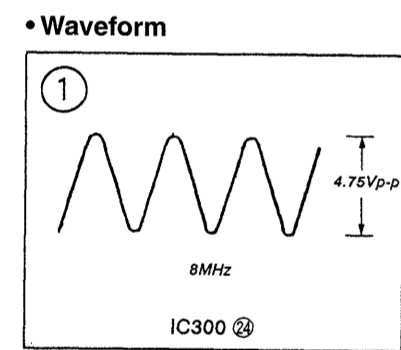 • Waveform
①
4.75Vp-p
8MHz
IC300 ㉔